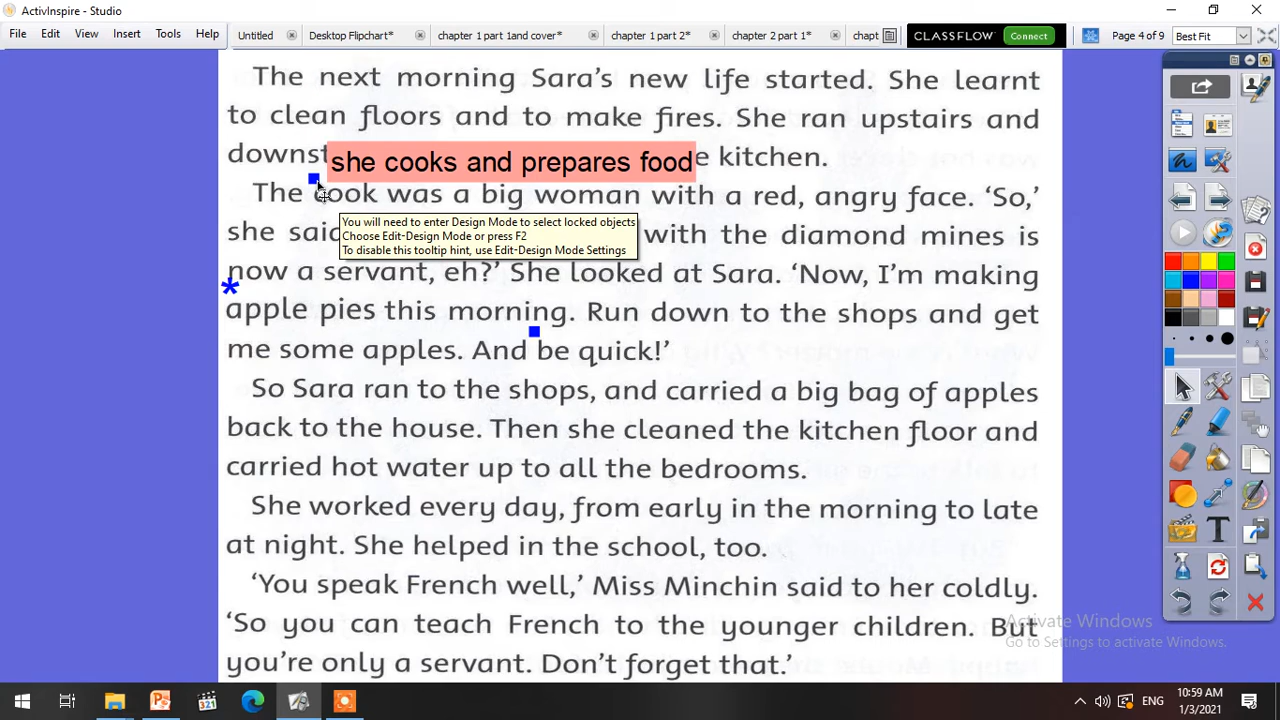 ActivInspire - Studio
File Edit View Insert Tools Help Untitled Desktop Flipchart* chapter 1 part 1and cover* chapter 1 part 2* chapter 2 part 1* chapt CLASSFLOW Connect Page 4 of 9 Best Fit
The next morning Sara's new life started. She learnt
to clean floors and to make fires. She ran upstairs and
downst she cooks and prepares food e kitchen.
The cook was a big woman with a red, angry face. ‘So,’
You will need to enter Design Mode to select locked objects
she said with the diamond mines is
Choose Edit-Design Mode or press F2
To disable this tooltip hint, use Edit-Design Mode Settings
now a servant, eh?’ She looked at Sara. ‘Now, I’m making
*
apple pies this morning. Run down to the shops and get
me some apples. And be quick!’
So Sara ran to the shops, and carried a big bag of apples
back to the house. Then she cleaned the kitchen floor and
carried hot water up to all the bedrooms.
She worked every day, from early in the morning to late
at night. She helped in the school, too.
‘You speak French well,’ Miss Minchin said to her coldly.
‘So you can teach French to the younger children. But
you’re only a servant. Don’t forget that.’
Activate Windows
Go to Settings to activate Windows.
ENG
10:59 AM
1/3/2021